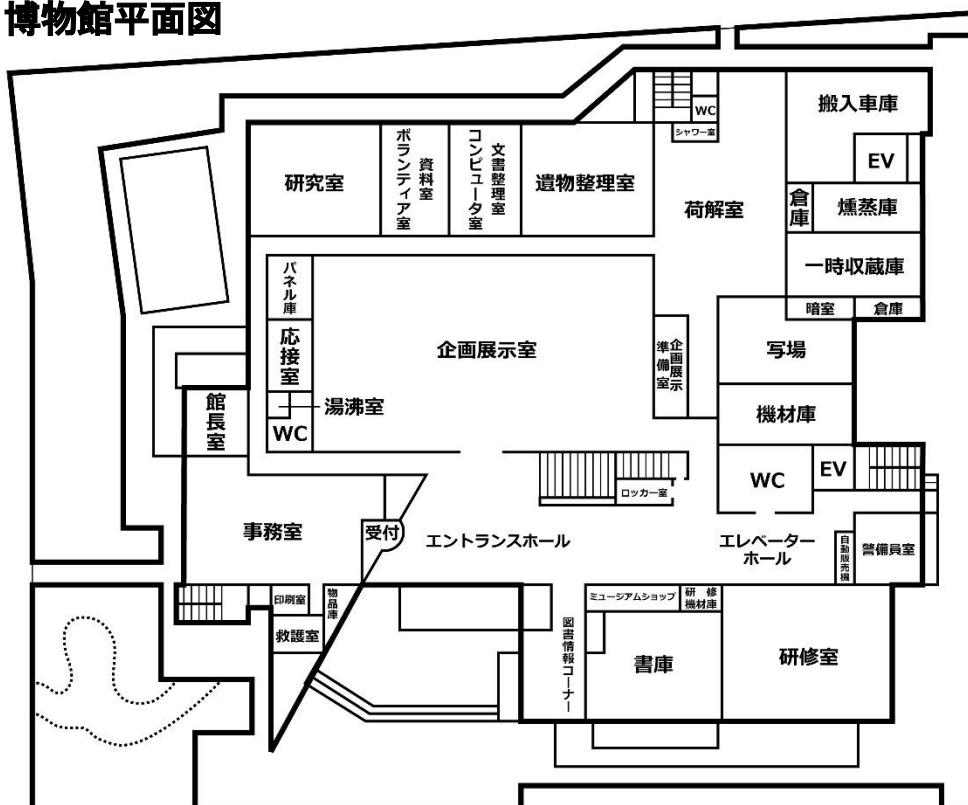 博物館平面図
WC
シャワー室
搬入車庫
EV
研究室
ボランティア室
資料室
コンピュータ室
文書整理室
遺物整理室
荷解室
倉庫
燻蒸庫
一時収蔵庫
暗室
倉庫
パネル庫
応接室
企画展示室
企画展示
準備室
写場
湯沸室
WC
館長室
機材庫
WC
EV
ロッカー室
事務室
受付
エントランスホール
エレベーター
ホール
自動販売機
警備員室
印刷室
物品庫
救護室
ミュージアムショップ
研修
機材庫
図書情報コーナー
書庫
研修室